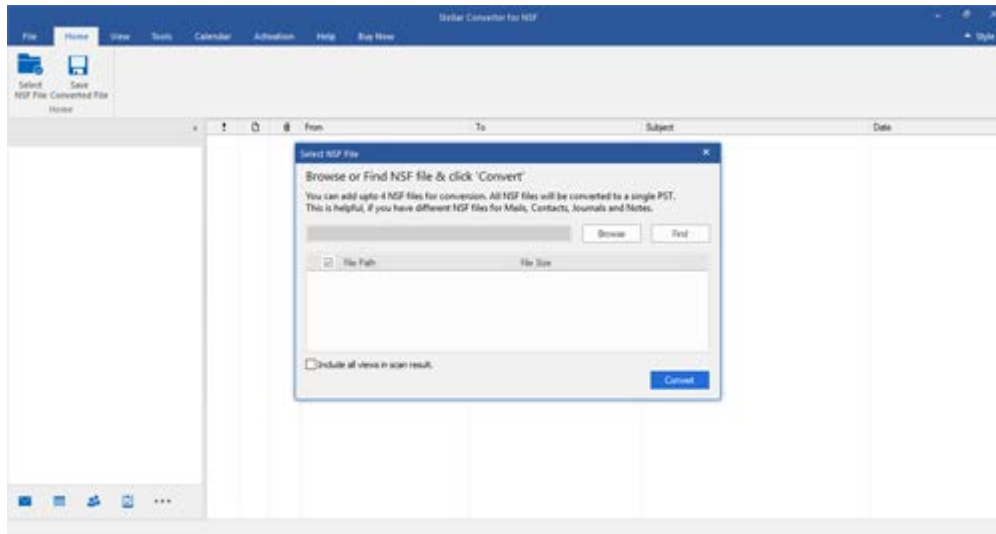 Stellar Converter for NSF
File Home View Tools Calendar Activation Help Buy Now Style
Select NSF File
Save Converted File
Home
From To Subject Date
Select NSF File
Browse or Find NSF file & click 'Convert'
You can add upto 4 NSF files for conversion. All NSF files will be converted to a single PST.
This is helpful, if you have different NSF files for Mails, Contacts, Journals and Notes.
Browse Find
File Path File Size
Include all views in scan result.
Convert